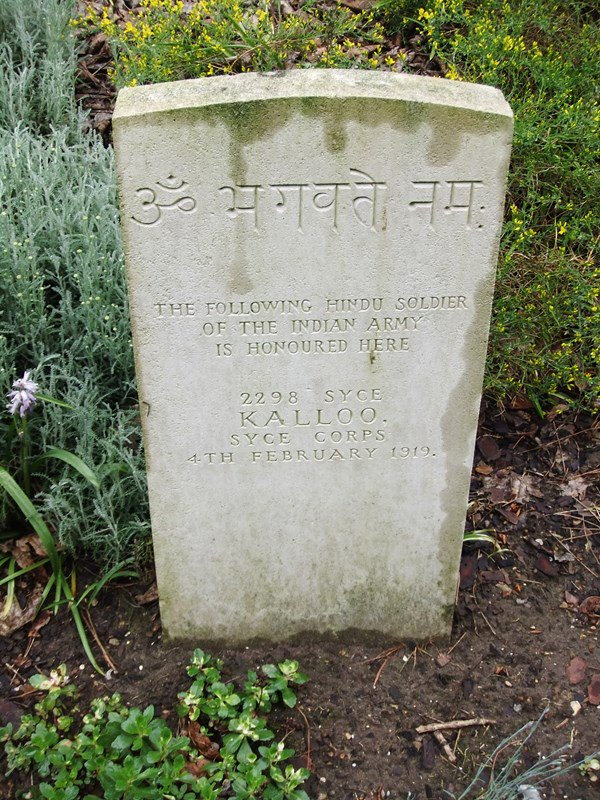 ॐ भगवते नमः
THE FOLLOWING HINDU SOLDIER
OF THE INDIAN ARMY
IS HONOURED HERE
2298 SYCE
KALLOO.
SYCE CORPS
4TH FEBRUARY 1919.